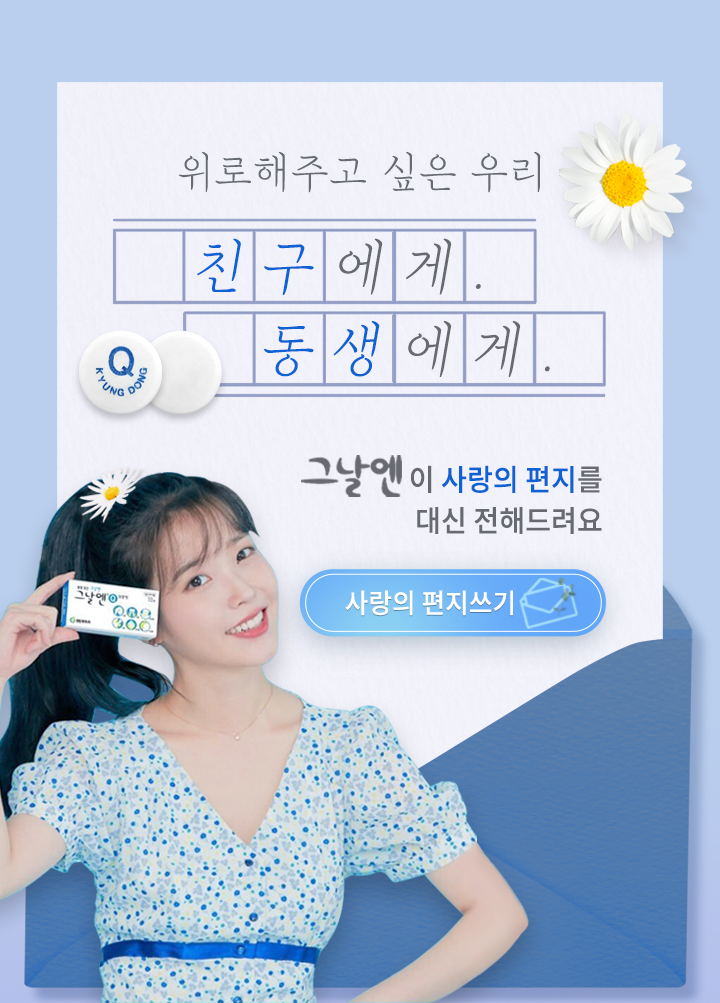 위로해주고 싶은 우리
친구에게.
동생에게.
Q
KYUNG DONG
그날엔이 사랑의 편지를
대신 전해드려요
그날엔 Q
사랑의 편지쓰기